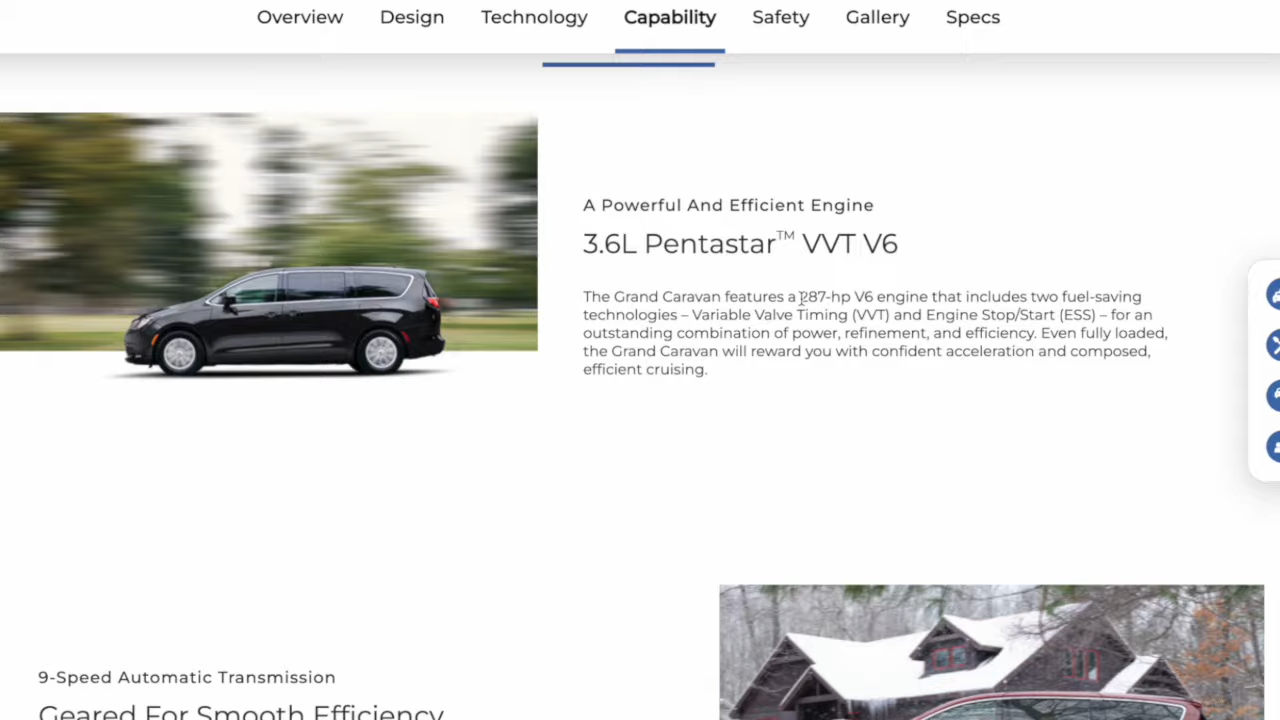 Overview Design Technology Capability Safety Gallery Specs
A Powerful And Efficient Engine
3.6L Pentastar™ VVT V6
The Grand Caravan features a 287-hp V6 engine that includes two fuel-saving
technologies – Variable Valve Timing (VVT) and Engine Stop/Start (ESS) – for an
outstanding combination of power, refinement, and efficiency. Even fully loaded,
the Grand Caravan will reward you with confident acceleration and composed,
efficient cruising.
9-Speed Automatic Transmission
Geared For Smooth Efficiency